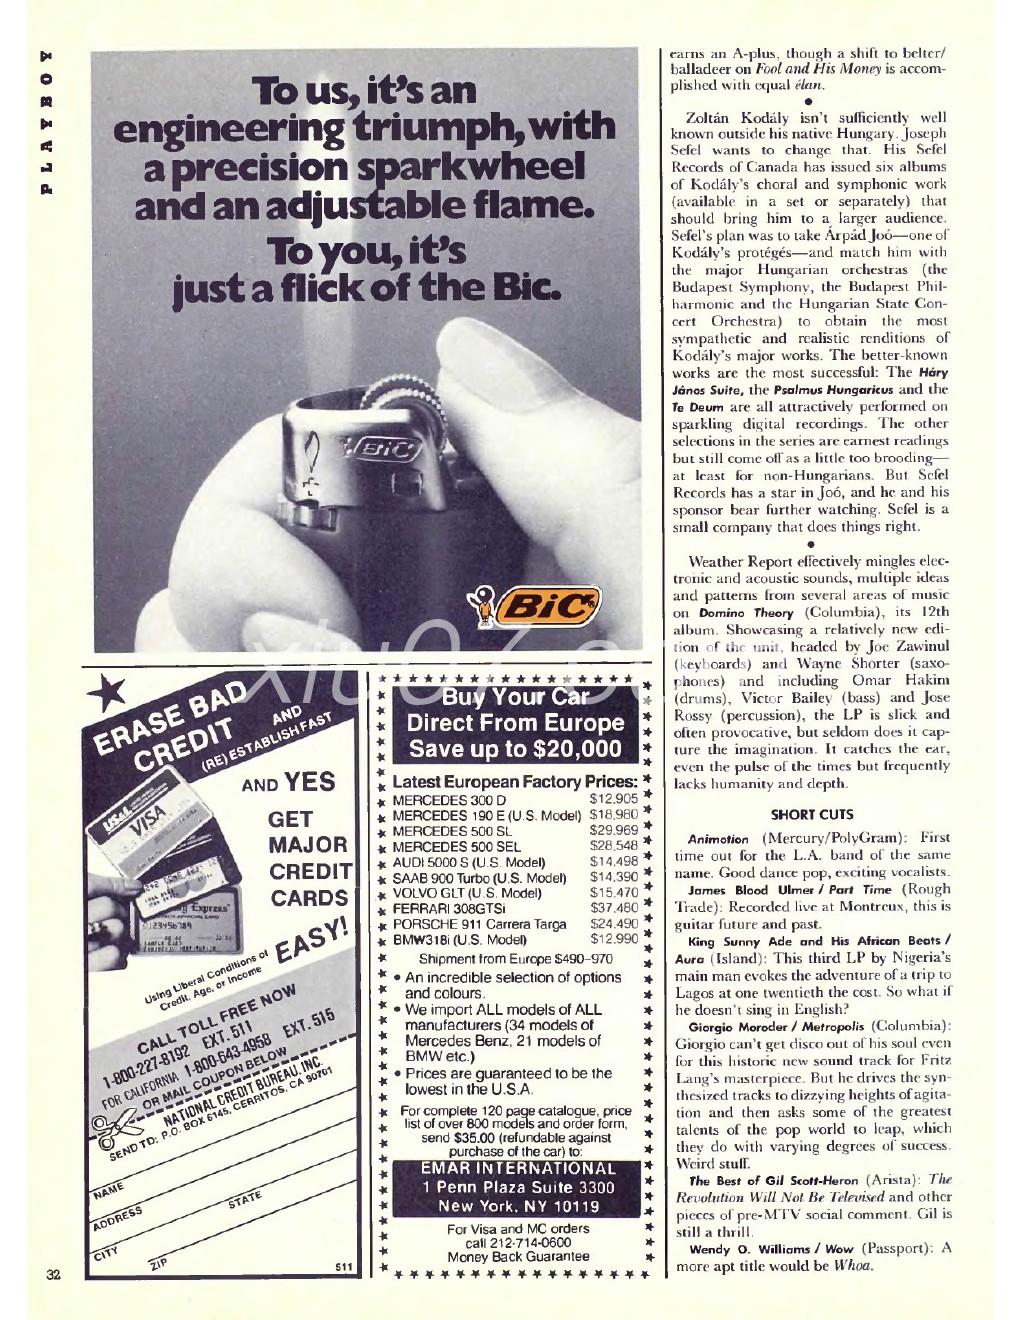 PLAYBOY
To us, it's an
engineering triumph, with
a precision sparkwheel
and an adjustable flame.
To you, it's
just a flick of the Bic.
BiC
BiC
ERASE BAD
CREDIT
AND
(RE) ESTABLISH FAST
AND YES
GET
MAJOR
CREDIT
CARDS
EASY!
VISA
Express
Using Liberal Conditions of
Credit, Age, or Income
CALL TOLL FREE NOW
1-800-227-8192 EXT. 511
FOR CALIFORNIA 1-800-643-4958 EXT. 515
OR MAIL COUPON BELOW
NATIONAL CREDIT BUREAU, INC.
SEND TO: P.O. BOX 6145, CERRITOS, CA 90701
NAME
ADDRESS
STATE
CITY
ZIP
511
32
Buy Your Car
Direct From Europe
Save up to $20,000
Latest European Factory Prices:
MERCEDES 300 D $12,905
MERCEDES 190 E (U.S. Model) $18,980
MERCEDES 500 SL $29,969
MERCEDES 500 SEL $28,548
AUDI 5000 S (U.S. Model) $14,498
SAAB 900 Turbo (U.S. Model) $14,390
VOLVO GLT (U.S. Model) $15,470
FERRARI 308GTSi $37,480
PORSCHE 911 Carrera Targa $24,490
BMW318i (U.S. Model) $12,990
Shipment from Europe $490-970
• An incredible selection of options
and colours.
• We import ALL models of ALL
manufacturers (34 models of
Mercedes Benz, 21 models of
BMW etc.)
• Prices are guaranteed to be the
lowest in the U.S.A.
For complete 120 page catalogue, price
list of over 800 models and order form,
send $35.00 (refundable against
purchase of the car) to:
EMAR INTERNATIONAL
1 Penn Plaza Suite 3300
New York, NY 10119
For Visa and MC orders
call 212-714-0600
Money Back Guarantee
earns an A-plus, though a shift to belter/
balladeer on Fool and His Money is accom-
plished with equal élan.
•
Zoltán Kodály isn't sufficiently well
known outside his native Hungary. Joseph
Sefel wants to change that. His Sefel
Records of Canada has issued six albums
of Kodály's choral and symphonic work
(available in a set or separately) that
should bring him to a larger audience.
Sefel's plan was to take Árpád Joó—one of
Kodály's protégés—and match him with
the major Hungarian orchestras (the
Budapest Symphony, the Budapest Phil-
harmonic and the Hungarian State Con-
cert Orchestra) to obtain the most
sympathetic and realistic renditions of
Kodály's major works. The better-known
works are the most successful: The Háry
János Suite, the Psalmus Hungaricus and the
Te Deum are all attractively performed on
sparkling digital recordings. The other
selections in the series are earnest readings
but still come off as a little too brooding—
at least for non-Hungarians. But Sefel
Records has a star in Joó, and he and his
sponsor bear further watching. Sefel is a
small company that does things right.
•
Weather Report effectively mingles elec-
tronic and acoustic sounds, multiple ideas
and patterns from several areas of music
on Domino Theory (Columbia), its 12th
album. Showcasing a relatively new edi-
tion of the unit, headed by Joe Zawinul
(keyboards) and Wayne Shorter (saxo-
phones) and including Omar Hakim
(drums), Victor Bailey (bass) and Jose
Rossy (percussion), the LP is slick and
often provocative, but seldom does it cap-
ture the imagination. It catches the ear,
even the pulse of the times but frequently
lacks humanity and depth.
SHORT CUTS
Animotion (Mercury/PolyGram): First
time out for the L.A. band of the same
name. Good dance pop, exciting vocalists.
James Blood Ulmer / Part Time (Rough
Trade): Recorded live at Montreux, this is
guitar future and past.
King Sunny Ade and His African Beats /
Aura (Island): This third LP by Nigeria's
main man evokes the adventure of a trip to
Lagos at one twentieth the cost. So what if
he doesn't sing in English?
Giorgio Moroder / Metropolis (Columbia):
Giorgio can't get disco out of his soul even
for this historic new sound track for Fritz
Lang's masterpiece. But he drives the syn-
thesized tracks to dizzying heights of agita-
tion and then asks some of the greatest
talents of the pop world to leap, which
they do with varying degrees of success.
Weird stuff.
The Best of Gil Scott-Heron (Arista): The
Revolution Will Not Be Televised and other
pieces of pre-MTV social comment. Gil is
still a thrill.
Wendy O. Williams / Wow (Passport): A
more apt title would be Whoa.